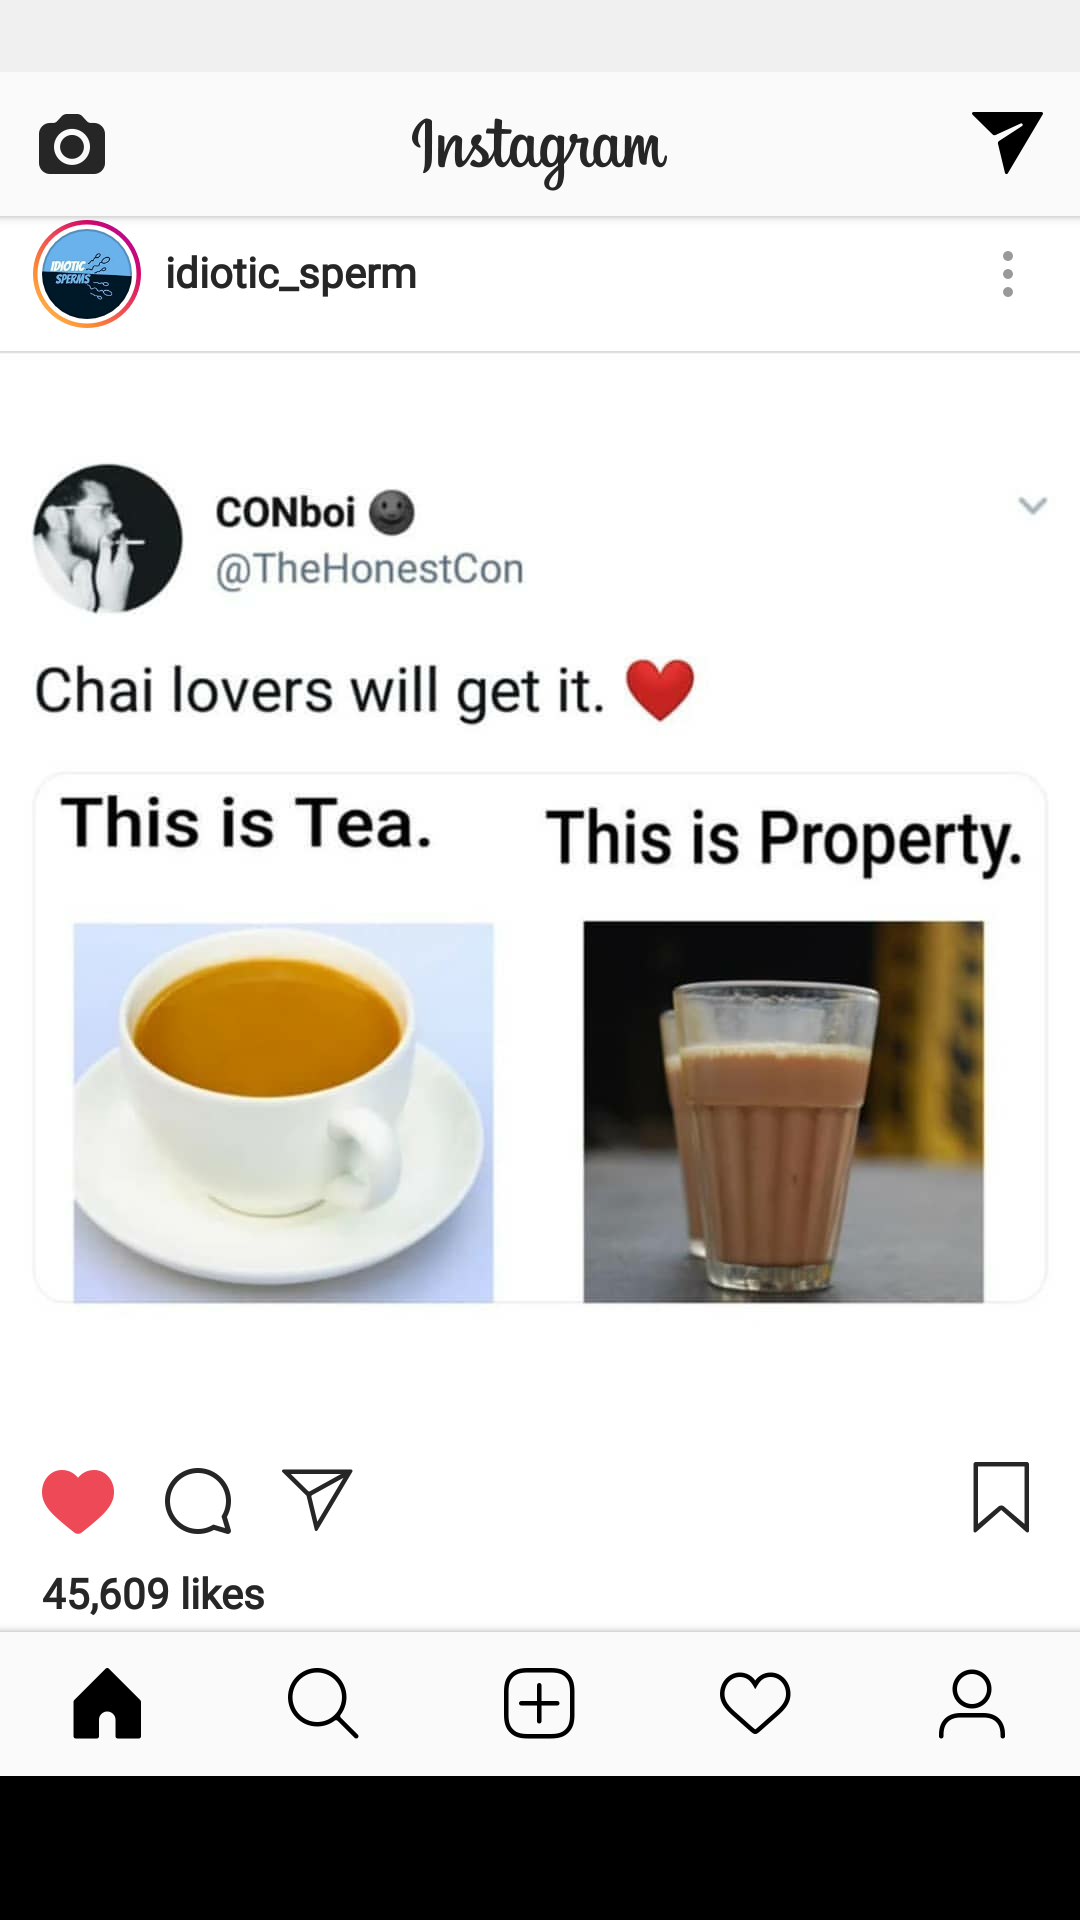 Instagram
IDIOTIC
SPERMS
idiotic_sperm
CONboi
@TheHonestCon
Chai lovers will get it.
This is Tea.
This is Property.
45,609 likes